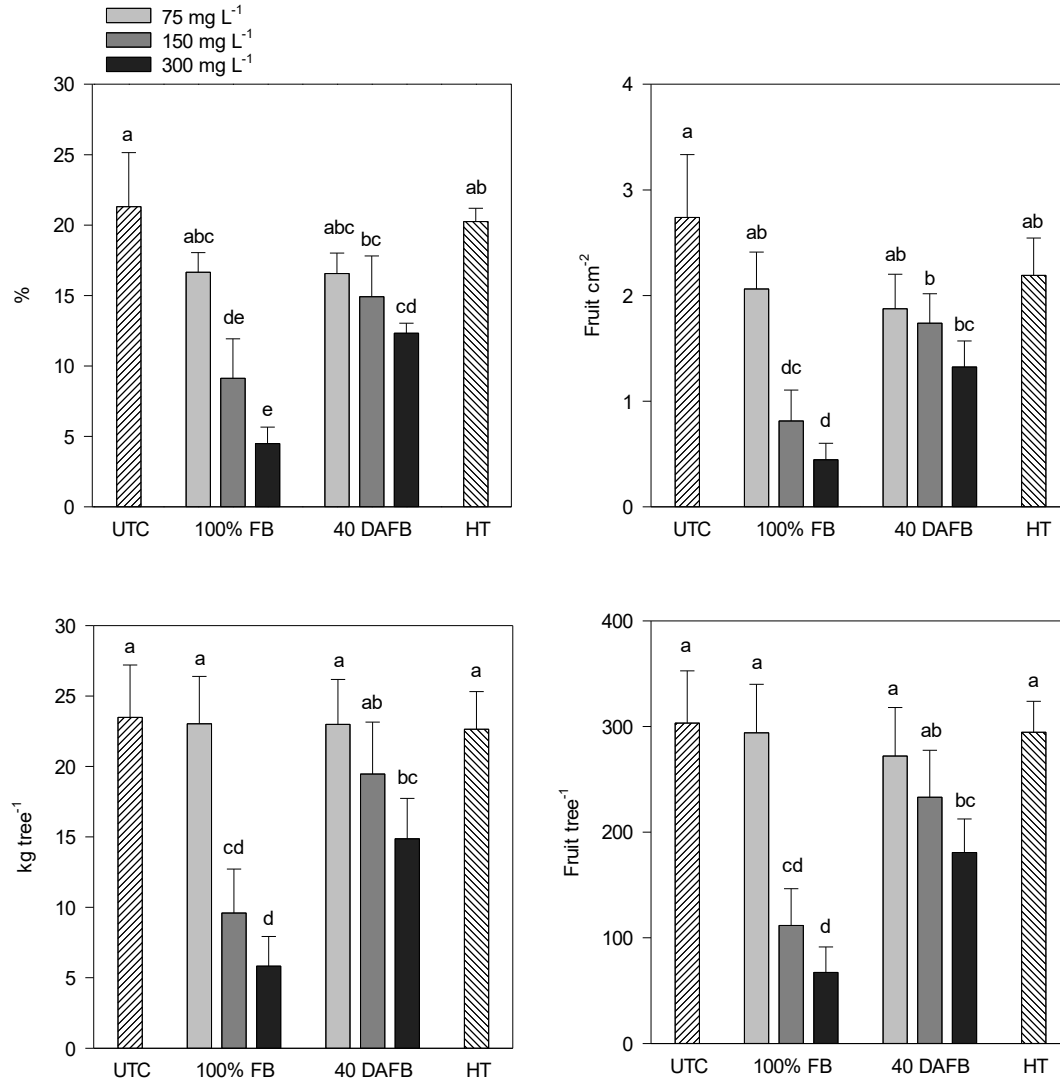 75 mg L⁻¹
150 mg L⁻¹
300 mg L⁻¹
30
25
20
15
10
5
0
%
a
abc
de
e
abc
bc
cd
ab
UTC 100% FB 40 DAFB HT
4
3
2
1
0
Fruit cm⁻²
a
ab
dc
d
ab
b
bc
ab
UTC 100% FB 40 DAFB HT
30
25
20
15
10
5
0
kg tree⁻¹
a
a
cd
d
a
ab
bc
a
UTC 100% FB 40 DAFB HT
400
300
200
100
0
Fruit tree⁻¹
a
a
cd
d
a
ab
bc
a
UTC 100% FB 40 DAFB HT